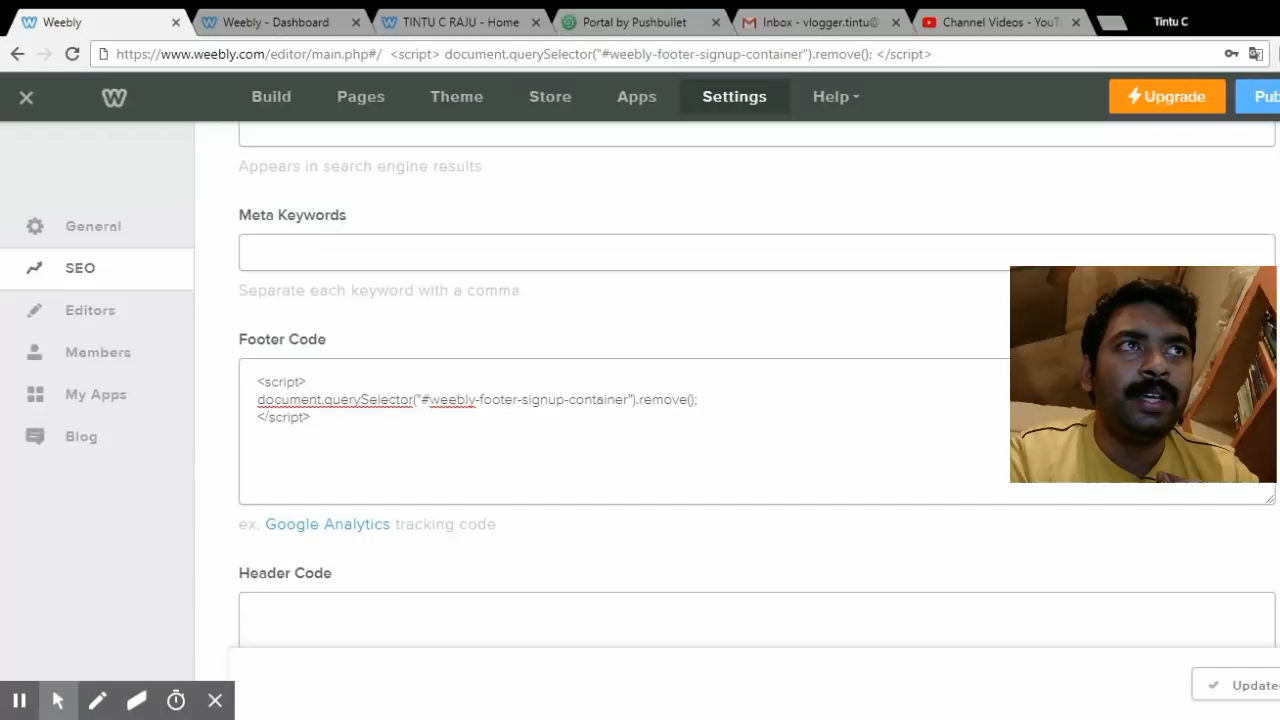 Weebly
Weebly - Dashboard
TINTU C RAJU - Home
Portal by Pushbullet
Inbox - vlogger.tintu@
Channel Videos - YouT
Tintu C
https://www.weebly.com/editor/main.php#/ <script> document.querySelector("#weebly-footer-signup-container").remove(); </script>
Build
Pages
Theme
Store
Apps
Settings
Help
Upgrade
Pub
Appears in search engine results
Meta Keywords
Separate each keyword with a comma
General
SEO
Editors
Members
My Apps
Blog
Footer Code
<script>
document.querySelector("#weebly-footer-signup-container").remove();
</script>
ex. Google Analytics tracking code
Header Code
Update